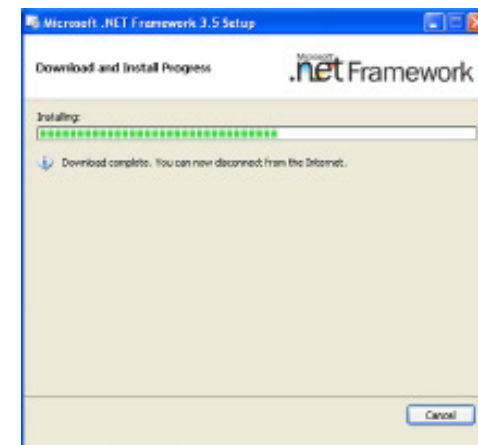 Microsoft .NET Framework 3.5 Setup
Download and Install Progress
Microsoft
.net Framework
Installing:
Download complete. You can now disconnect from the Internet.
Cancel